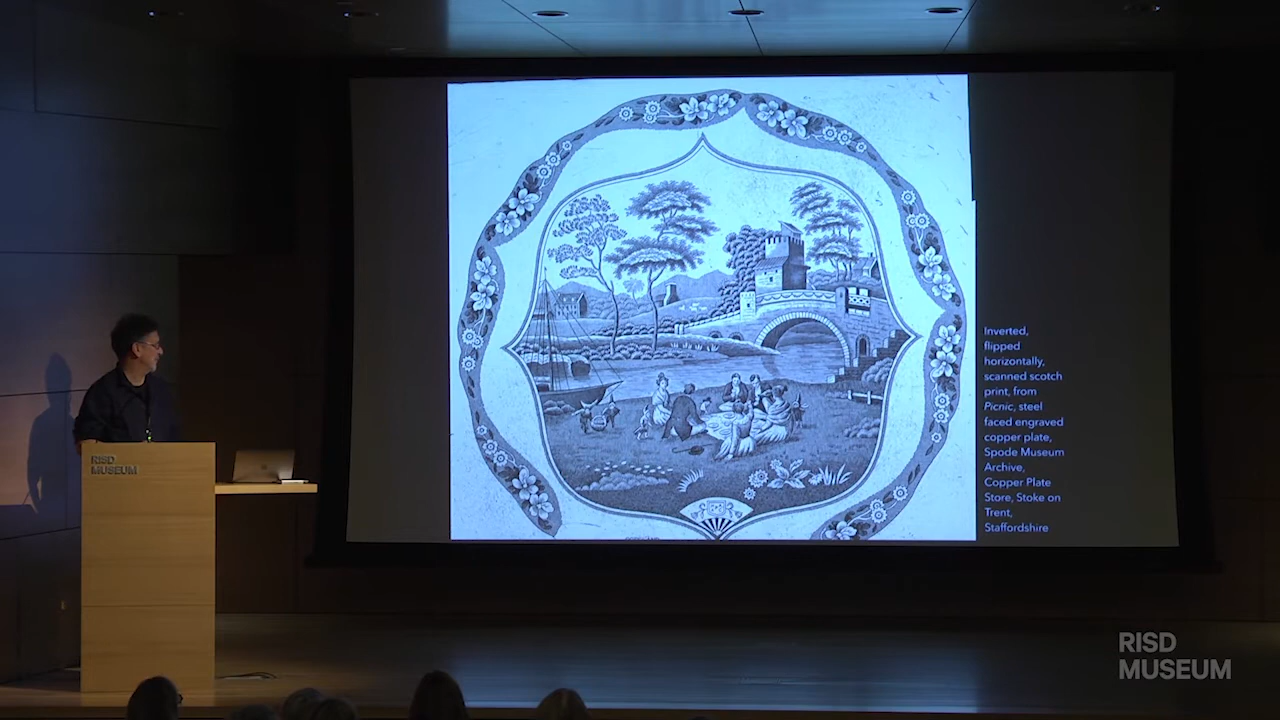 Inverted,
flipped
horizontally,
scanned scotch
print, from
Picnic, steel
faced engraved
copper plate,
Spode Museum
Archive,
Copper Plate
Store, Stoke on
Trent,
Staffordshire
RISD
MUSEUM
RISD
MUSEUM